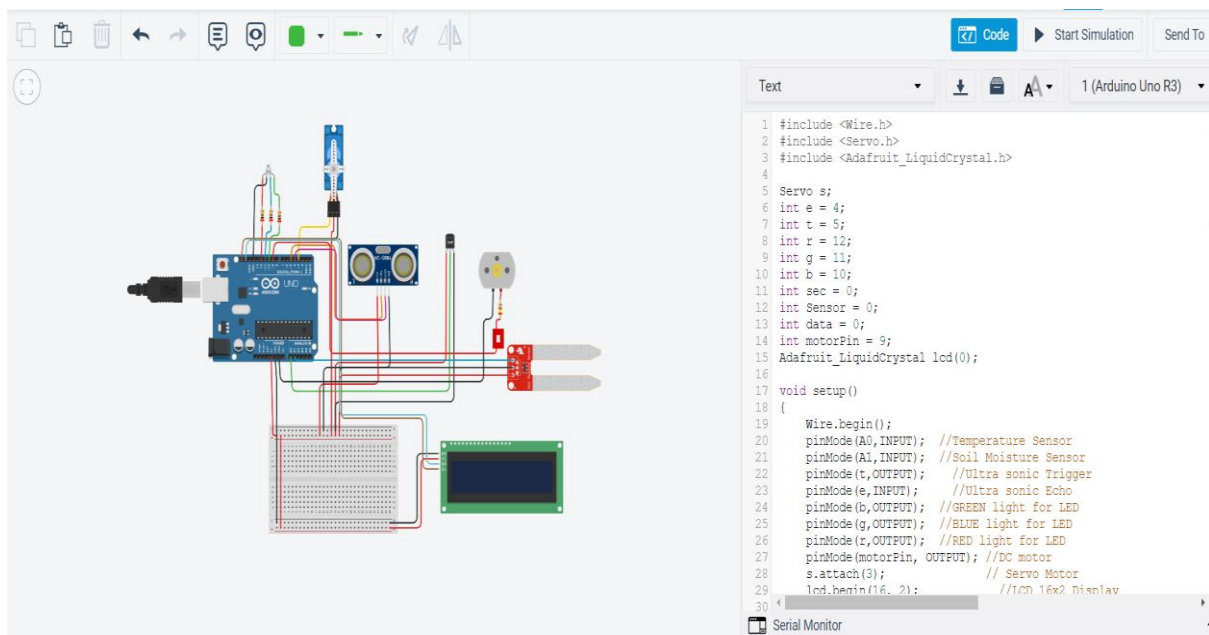 Code
Start Simulation
Send To
Text
AA
1 (Arduino Uno R3)
1 #include <Wire.h>
2 #include <Servo.h>
3 #include <Adafruit_LiquidCrystal.h>
4
5 Servo s;
6 int e = 4;
7 int t = 5;
8 int r = 12;
9 int g = 11;
10 int b = 10;
11 int sec = 0;
12 int Sensor = 0;
13 int data = 0;
14 int motorPin = 9;
15 Adafruit_LiquidCrystal lcd(0);
16
17 void setup()
18 {
19 Wire.begin();
20 pinMode(A0,INPUT); //Temperature Sensor
21 pinMode(A1,INPUT); //Soil Moisture Sensor
22 pinMode(t,OUTPUT); //Ultra sonic Trigger
23 pinMode(e,INPUT); //Ultra sonic Echo
24 pinMode(b,OUTPUT); //GREEN light for LED
25 pinMode(g,OUTPUT); //BLUE light for LED
26 pinMode(r,OUTPUT); //RED light for LED
27 pinMode(motorPin, OUTPUT); //DC motor
28 s.attach(3); // Servo Motor
29 lcd.begin(16, 2); //LCD 16x2 Display
30
Serial Monitor
UNO
ARDUINO